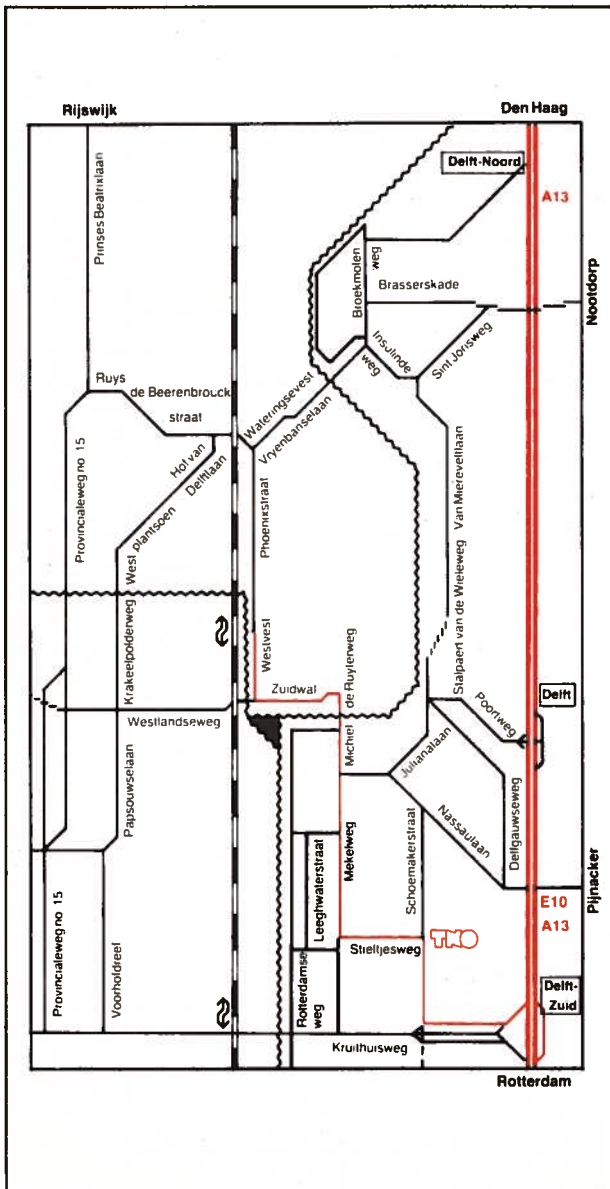 Rijswijk
Den Haag
Delft-Noord
A13
Prinses Beatrixlaan
Broekmolen
weg
Brasserskade
Nootdorp
Insulinde
weg
Sint Jorisweg
Ruys
de Beerenbrouck
straat
Wateringsevest
Vryenbanselaan
Provincialeweg no 15
Hof van
Delftlaan
West
plantsoen
Phoenixstraat
Van Miereveltlaan
Stalpaert van de Wieleweg
Krakeelpolderweg
Westvest
Zuidwal
Michiel de Ruyterweg
Westlandseweg
Delft
Poortweg
Julianalaan
Papsouwselaan
Nassaulaan
Delfgauwseweg
Schoemakerstraat
Mekelweg
Leeghwaterstraat
Pijnacker
E10
A13
TNO
Stieltjesweg
Provincialeweg no 15
Voorholdreef
Rotterdamse
weg
Delft-
Zuid
Kruithuisweg
Rotterdam